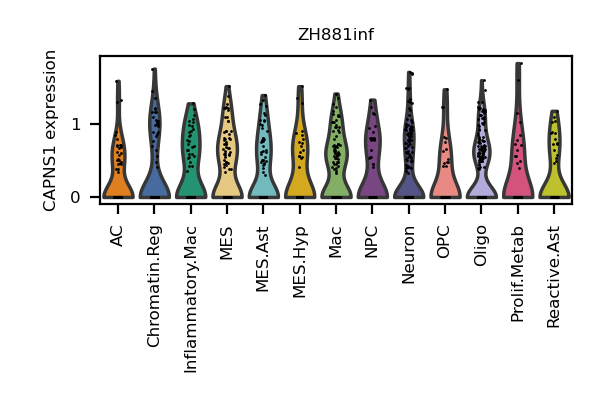 ZH881inf
CAPNS1 expression
1
0
AC
Chromatin.Reg
Inflammatory.Mac
MES
MES.Ast
MES.Hyp
Mac
NPC
Neuron
OPC
Oligo
Prolif.Metab
Reactive.Ast